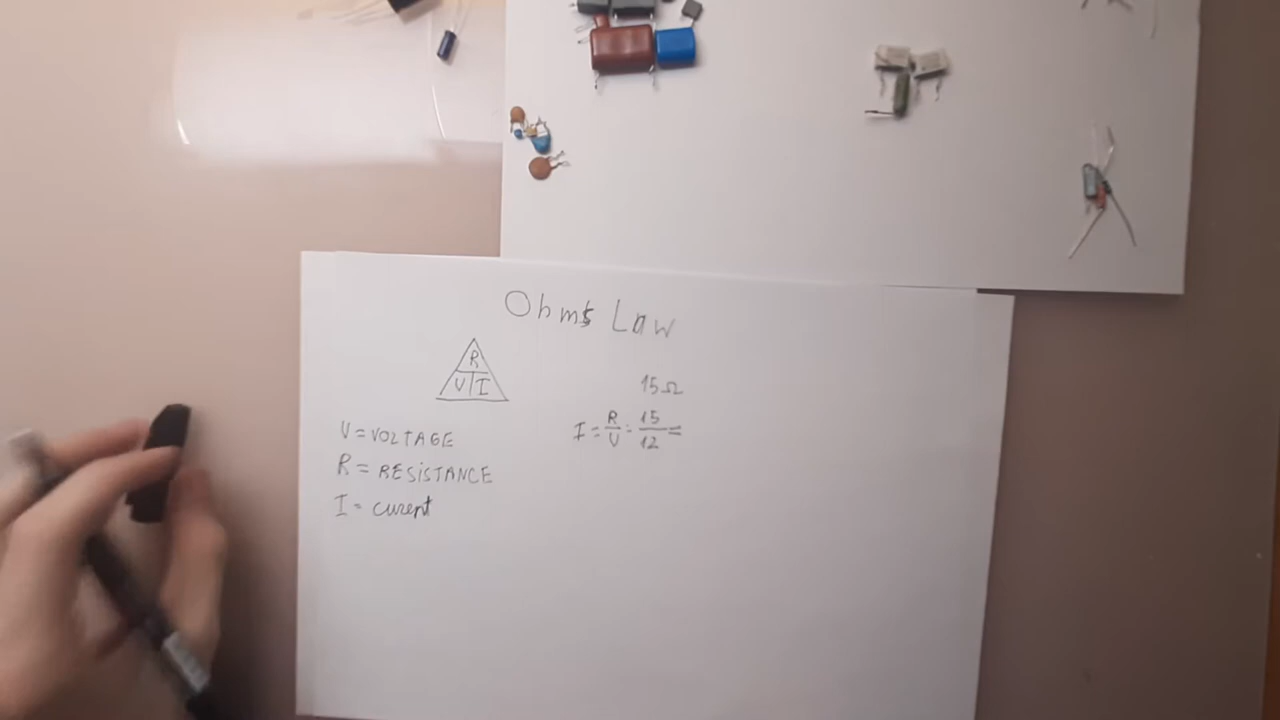 Ohms Law
R
V I
V = VOLTAGE
R = RESISTANCE
I = curent
15Ω
I = R/V = 15/12 =